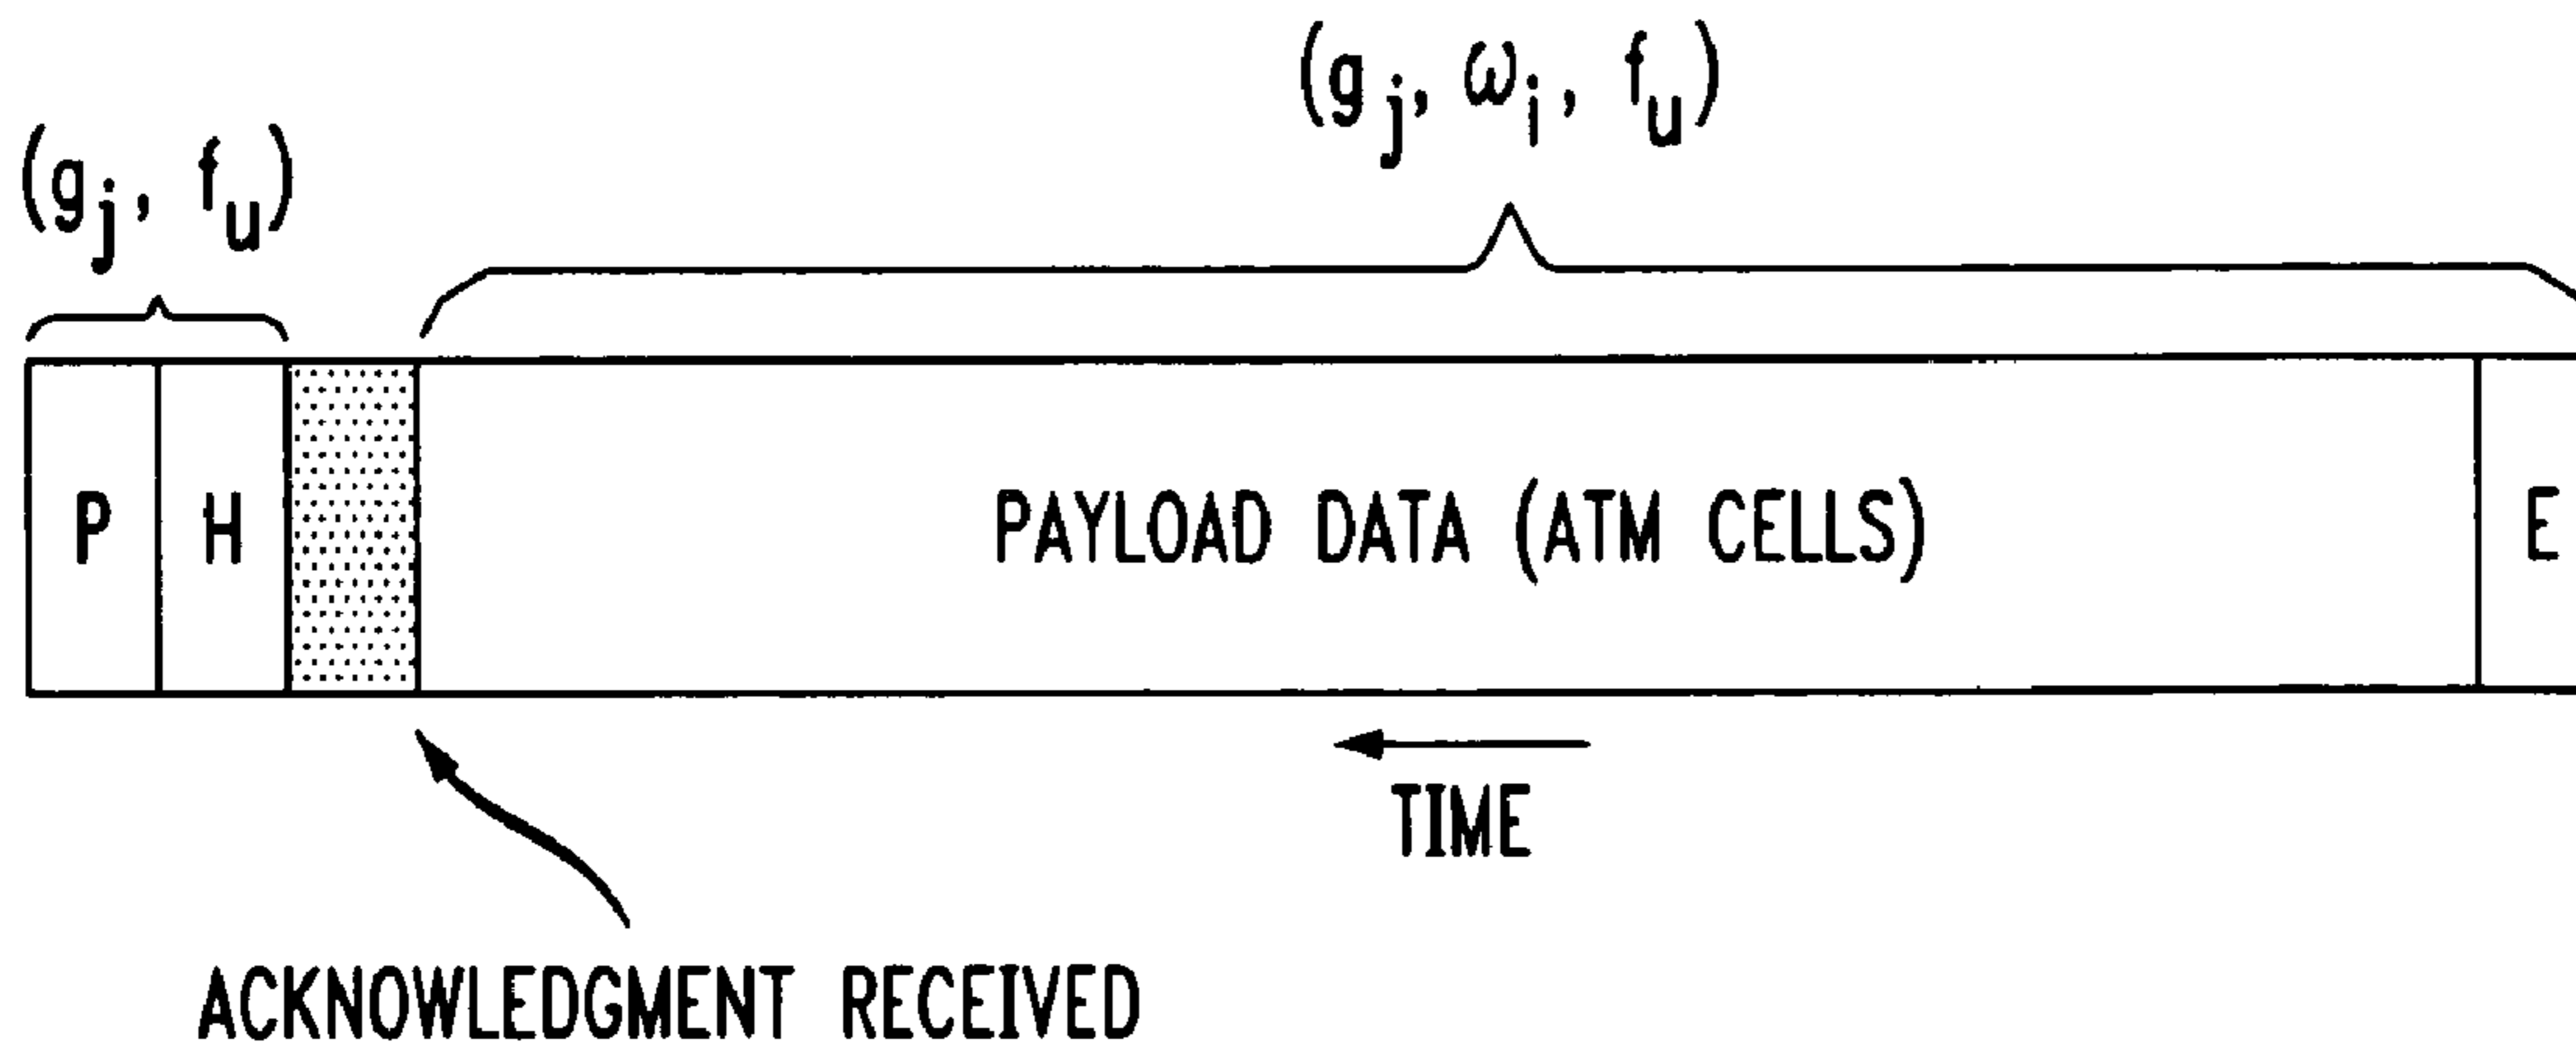 (g_j, ω_i, f_u)
(g_j, f_u)
P H PAYLOAD DATA (ATM CELLS) E
TIME
ACKNOWLEDGMENT RECEIVED